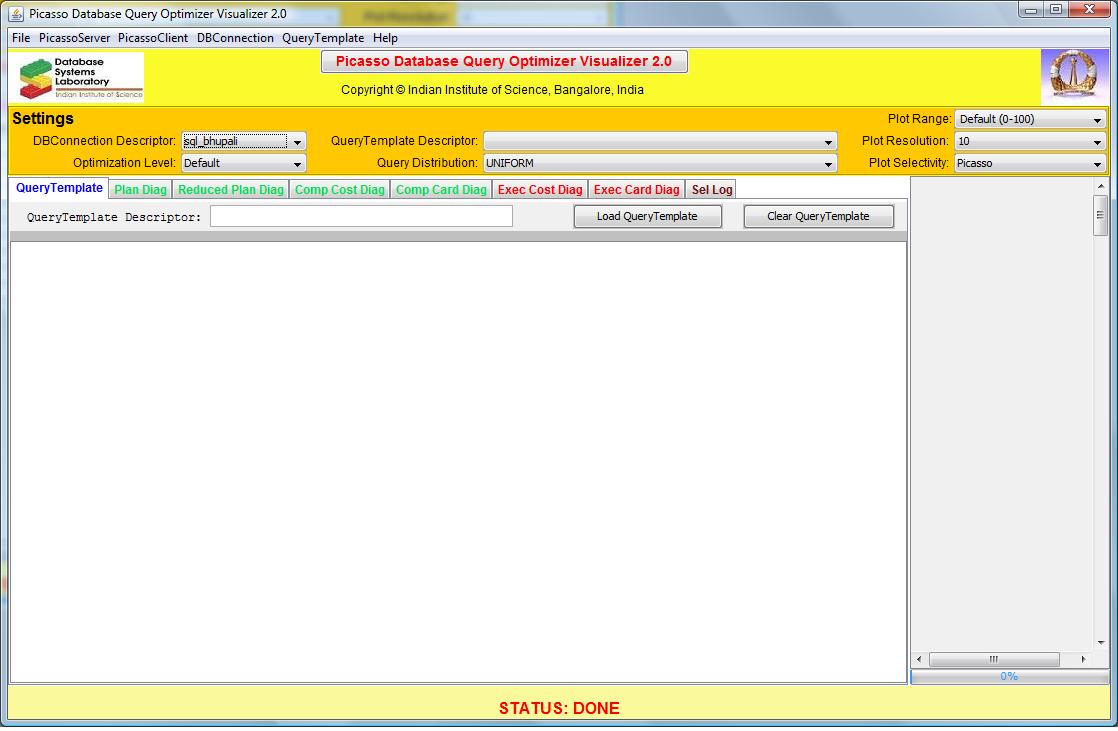 Picasso Database Query Optimizer Visualizer 2.0
File PicassoServer PicassoClient DBConnection QueryTemplate Help
Database
Systems
Laboratory
Indian Institute of Science
Picasso Database Query Optimizer Visualizer 2.0
Copyright © Indian Institute of Science, Bangalore, India
Settings
Plot Range: Default (0-100)
DBConnection Descriptor: sql_bhupali QueryTemplate Descriptor: Plot Resolution: 10
Optimization Level: Default Query Distribution: UNIFORM Plot Selectivity: Picasso
QueryTemplate Plan Diag Reduced Plan Diag Comp Cost Diag Comp Card Diag Exec Cost Diag Exec Card Diag Sel Log
QueryTemplate Descriptor: Load QueryTemplate Clear QueryTemplate
0%
STATUS: DONE